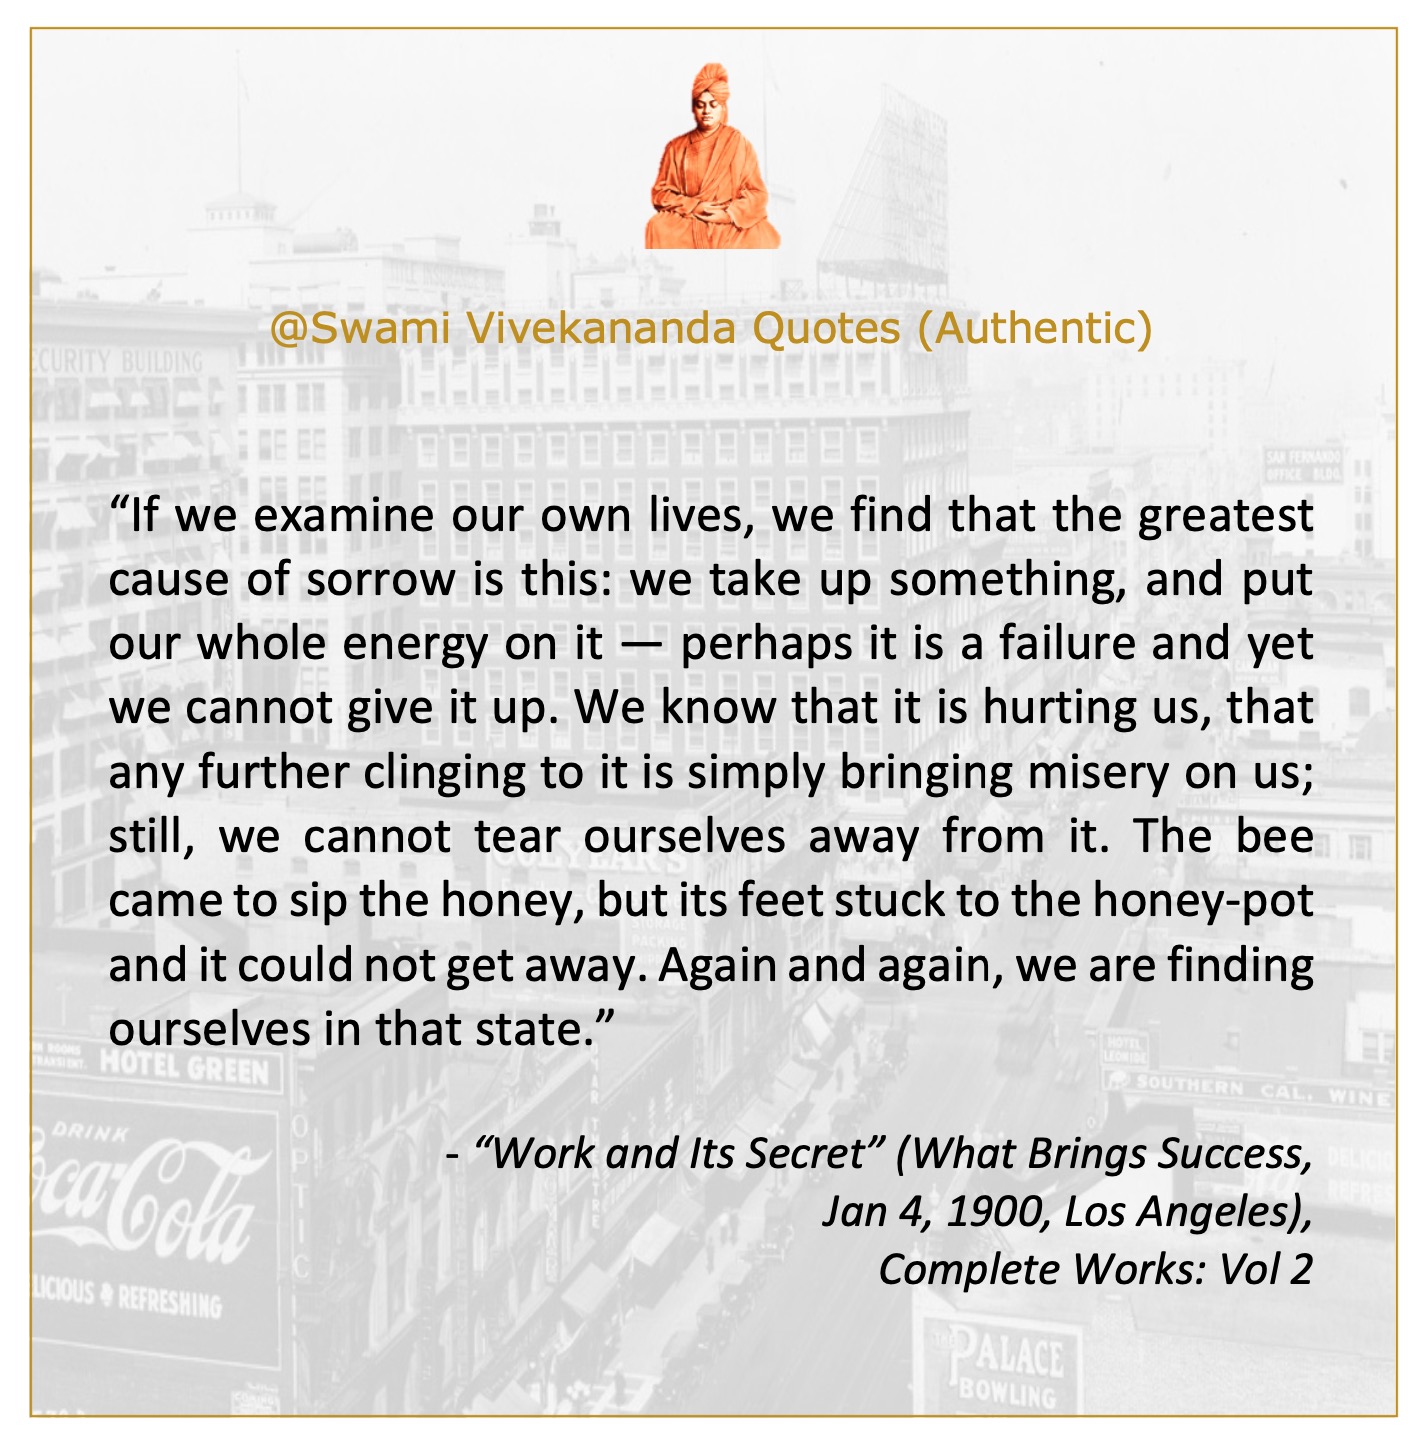 @Swami Vivekananda Quotes (Authentic)
TITLE INSURANCE
ECURITY BUILDING
SAN FERNANDO
OFFICE BLDG.
“If we examine our own lives, we find that the greatest
cause of sorrow is this: we take up something, and put
our whole energy on it — perhaps it is a failure and yet
we cannot give it up. We know that it is hurting us, that
any further clinging to it is simply bringing misery on us;
still, we cannot tear ourselves away from it. The bee
came to sip the honey, but its feet stuck to the honey-pot
and it could not get away. Again and again, we are finding
ourselves in that state.”
HOTEL GREEN
HOTEL
SOUTHERN CAL. WINE
DRINK
Coca-Cola
LICIOUS
REFRESHING
OPTIC
- “Work and Its Secret” (What Brings Success,
Jan 4, 1900, Los Angeles),
Complete Works: Vol 2
THE
PALACE
BOWLING